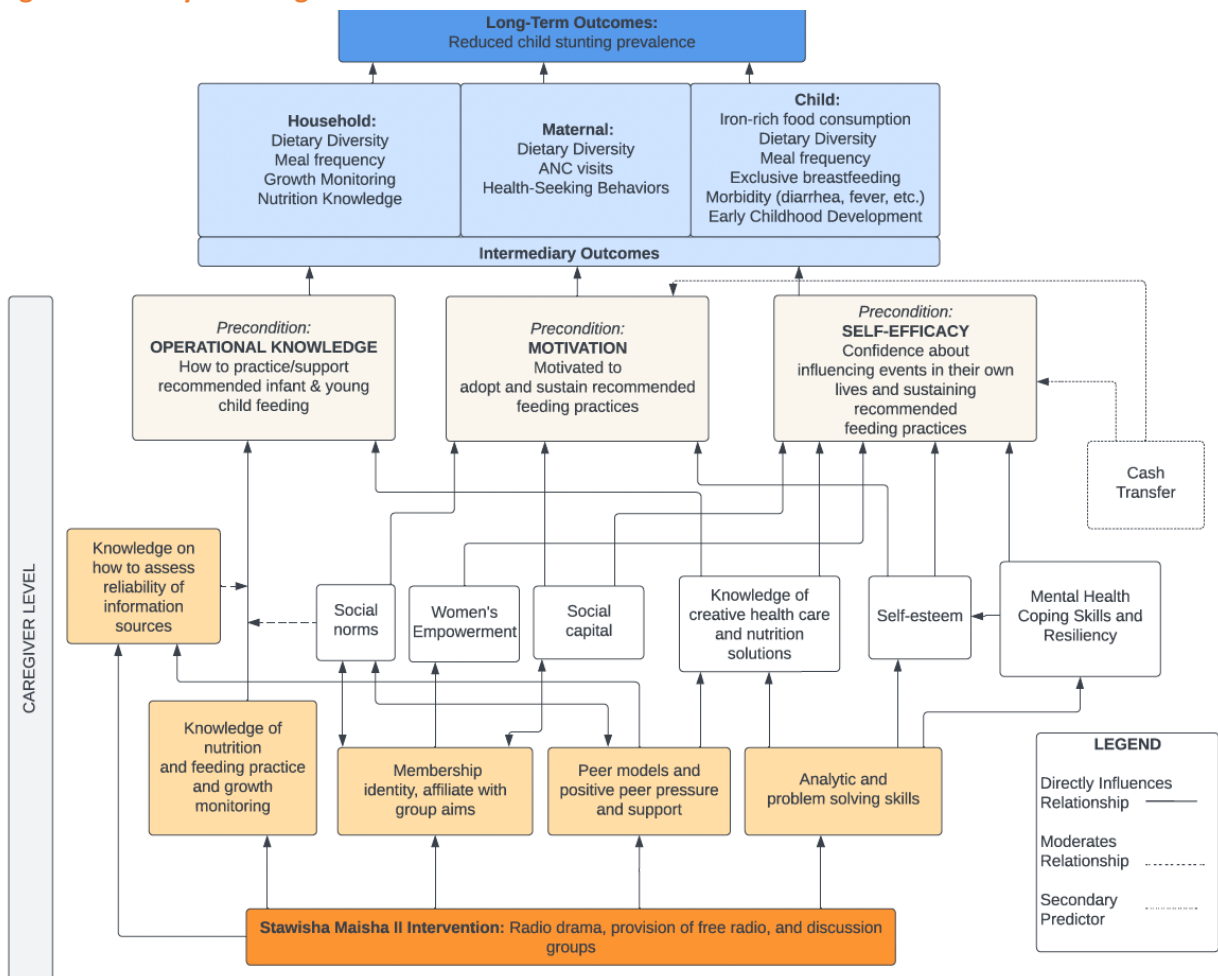 Long-Term Outcomes:
Reduced child stunting prevalence
Household:
Dietary Diversity
Meal frequency
Growth Monitoring
Nutrition Knowledge
Maternal:
Dietary Diversity
ANC visits
Health-Seeking Behaviors
Child:
Iron-rich food consumption
Dietary Diversity
Meal frequency
Exclusive breastfeeding
Morbidity (diarrhea, fever, etc.)
Early Childhood Development
Intermediary Outcomes
CAREGIVER LEVEL
Precondition:
OPERATIONAL KNOWLEDGE
How to practice/support
recommended infant & young
child feeding
Precondition:
MOTIVATION
Motivated to
adopt and sustain recommended
feeding practices
Precondition:
SELF-EFFICACY
Confidence about
influencing events in their own
lives and sustaining
recommended
feeding practices
Cash
Transfer
Knowledge on
how to assess
reliability of
information
sources
Social
norms
Women's
Empowerment
Social
capital
Knowledge of
creative health care
and nutrition
solutions
Self-esteem
Mental Health
Coping Skills and
Resiliency
Knowledge of
nutrition
and feeding practice
and growth
monitoring
Membership
identity, affiliate with
group aims
Peer models and
positive peer pressure
and support
Analytic and
problem solving skills
LEGEND
Directly Influences
Relationship
Moderates
Relationship
Secondary
Predictor
Stawisha Maisha II Intervention: Radio drama, provision of free radio, and discussion
groups